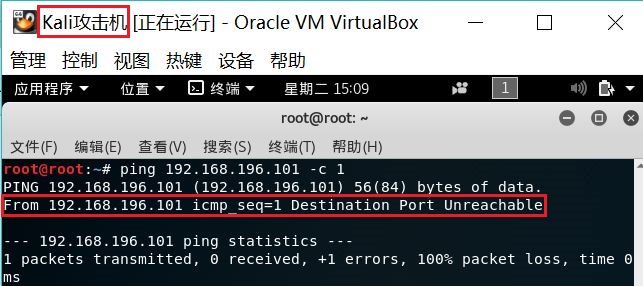 Kali攻击机 [正在运行] - Oracle VM VirtualBox
管理 控制 视图 热键 设备 帮助
应用程序 位置 终端 星期二 15:09 1
root@root: ~
文件(F) 编辑(E) 查看(V) 搜索(S) 终端(T) 帮助(H)
root@root:~# ping 192.168.196.101 -c 1
PING 192.168.196.101 (192.168.196.101) 56(84) bytes of data.
From 192.168.196.101 icmp_seq=1 Destination Port Unreachable
--- 192.168.196.101 ping statistics ---
1 packets transmitted, 0 received, +1 errors, 100% packet loss, time 0
ms